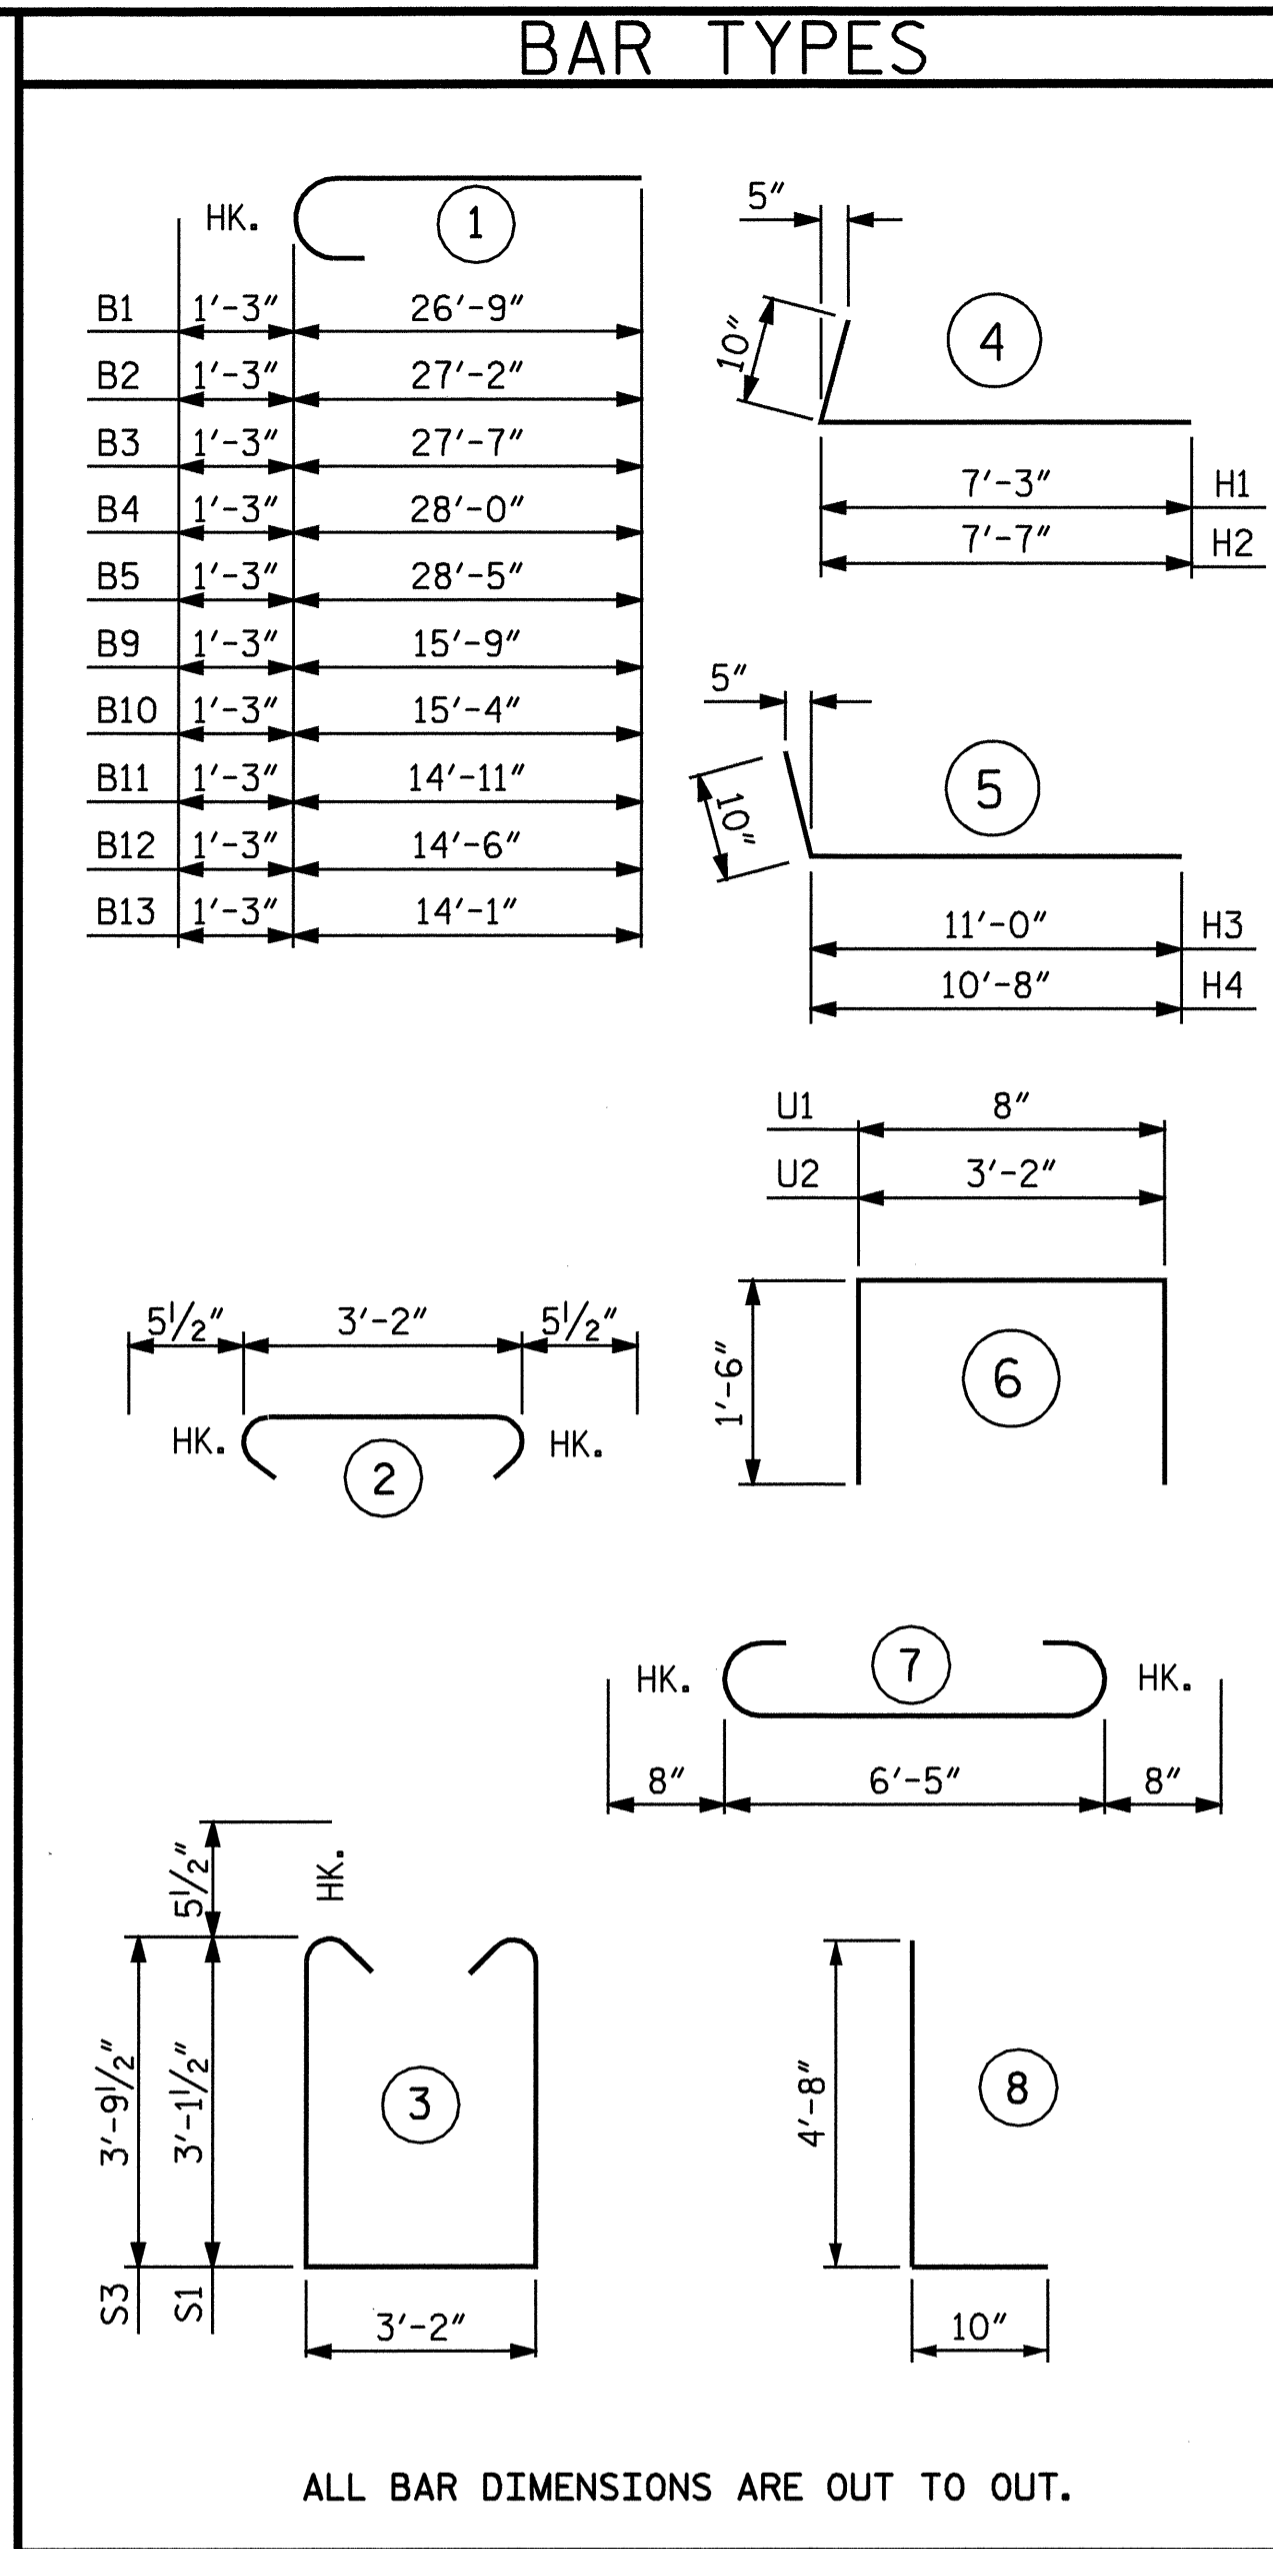 BAR TYPES
HK. 1
B1 1'-3" 26'-9"
B2 1'-3" 27'-2"
B3 1'-3" 27'-7"
B4 1'-3" 28'-0"
B5 1'-3" 28'-5"
B9 1'-3" 15'-9"
B10 1'-3" 15'-4"
B11 1'-3" 14'-11"
B12 1'-3" 14'-6"
B13 1'-3" 14'-1"
5"
10"
4
7'-3" H1
7'-7" H2
5"
10"
5
11'-0" H3
10'-8" H4
U1 8"
U2 3'-2"
1'-6"
6
5½" 3'-2" 5½"
HK. 2 HK.
HK. 7 HK.
8" 6'-5" 8"
5½"
HK.
3'-9½"
3'-1½"
3
S3
S1
3'-2"
4'-8"
8
10"
ALL BAR DIMENSIONS ARE OUT TO OUT.